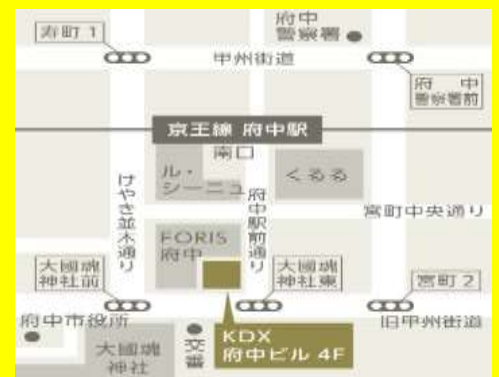 寿町1
府中
警察署
甲州街道
府中
警察署前
京王線 府中駅
南口
ル・
シーニュ
くるる
けやき並木通り
府中駅前通り
宮町中央通り
FORIS
府中
大國魂
神社前
大國魂
神社東
宮町2
府中市役所
旧甲州街道
交番
KDX
府中ビル 4F
大國魂
神社